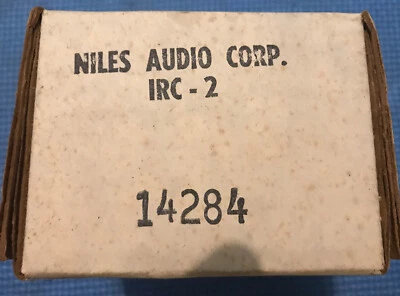 NILES AUDIO CORP.
IRC-2
14284